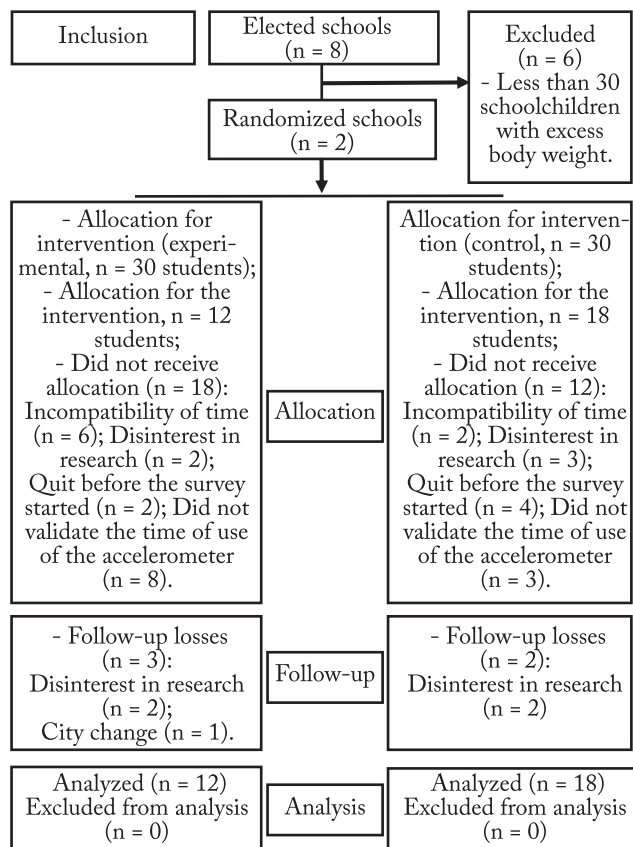 Inclusion
Elected schools
(n = 8)
Excluded
(n = 6)
- Less than 30
schoolchildren
with excess
body weight.
Randomized schools
(n = 2)
- Allocation for
intervention (experi-
mental, n = 30 students);
- Allocation for the
intervention, n = 12
students;
- Did not receive
allocation (n = 18):
Incompatibility of time
(n = 6); Disinterest in
research (n = 2);
Quit before the survey
started (n = 2); Did not
validate the time of use
of the accelerometer
(n = 8).
Allocation
Allocation for interven-
tion (control, n = 30
students);
- Allocation for the
intervention, n = 18
students;
- Did not receive
allocation (n = 12):
Incompatibility of time
(n = 2); Disinterest in
research (n = 3);
Quit before the survey
started (n = 4); Did not
validate the time of use
of the accelerometer
(n = 3).
- Follow-up losses
(n = 3):
Disinterest in research
(n = 2);
City change (n = 1).
Follow-up
- Follow-up losses
(n = 2):
Disinterest in research
(n = 2)
Analyzed (n = 12)
Excluded from analysis
(n = 0)
Analysis
Analyzed (n = 18)
Excluded from analysis
(n = 0)